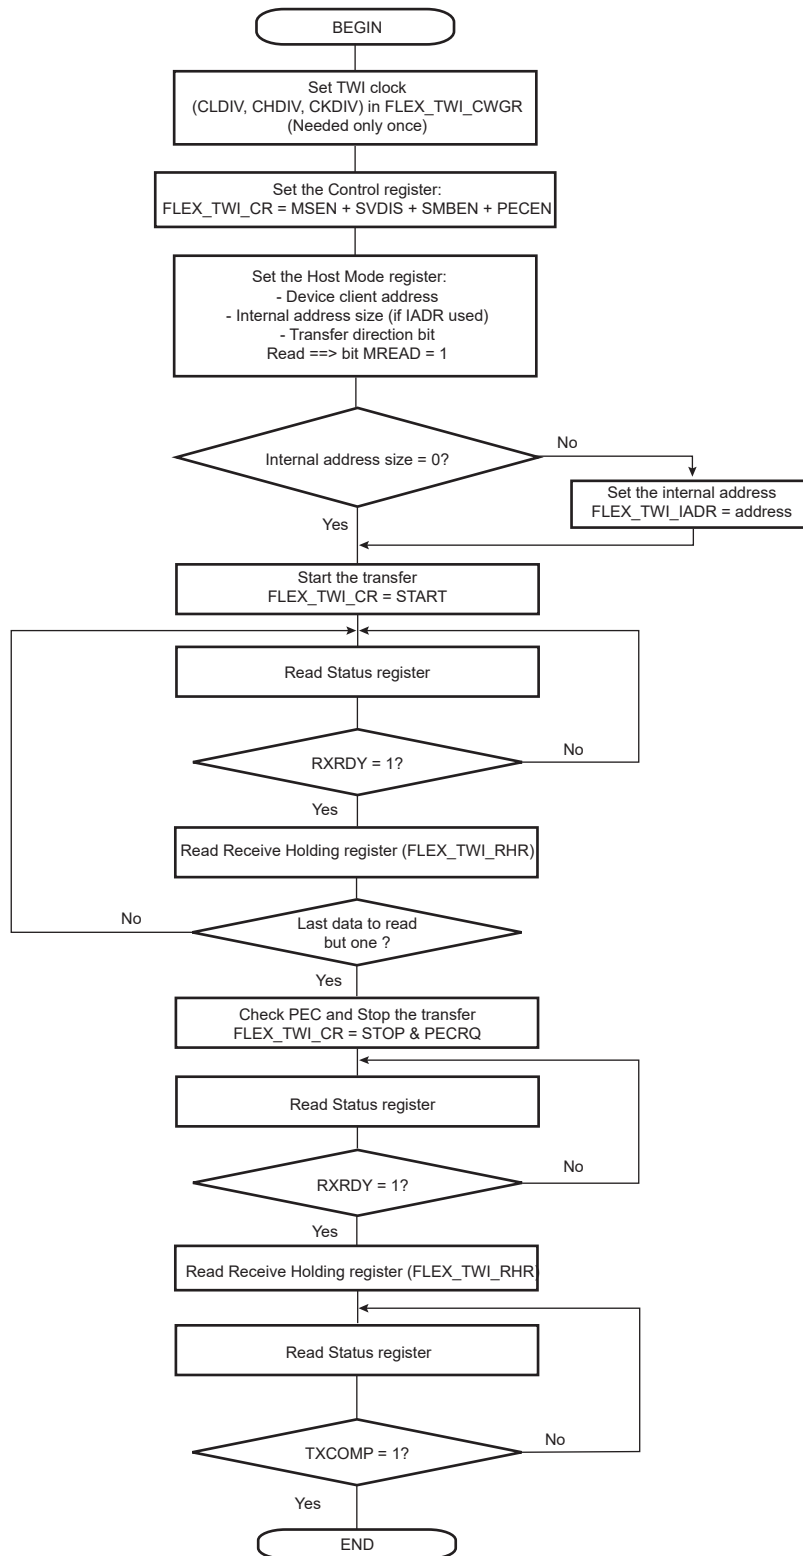 BEGIN
Set TWI clock
(CLDIV, CHDIV, CKDIV) in FLEX_TWI_CWGR
(Needed only once)
Set the Control register:
FLEX_TWI_CR = MSEN + SVDIS + SMBEN + PECEN
Set the Host Mode register:
- Device client address
- Internal address size (if IADR used)
- Transfer direction bit
Read ==> bit MREAD = 1
Internal address size = 0?
No
Set the internal address
FLEX_TWI_IADR = address
Yes
Start the transfer
FLEX_TWI_CR = START
Read Status register
RXRDY = 1?
No
Yes
Read Receive Holding register (FLEX_TWI_RHR)
Last data to read
but one ?
No
Yes
Check PEC and Stop the transfer
FLEX_TWI_CR = STOP & PECRQ
Read Status register
RXRDY = 1?
No
Yes
Read Receive Holding register (FLEX_TWI_RHR)
Read Status register
TXCOMP = 1?
No
Yes
END